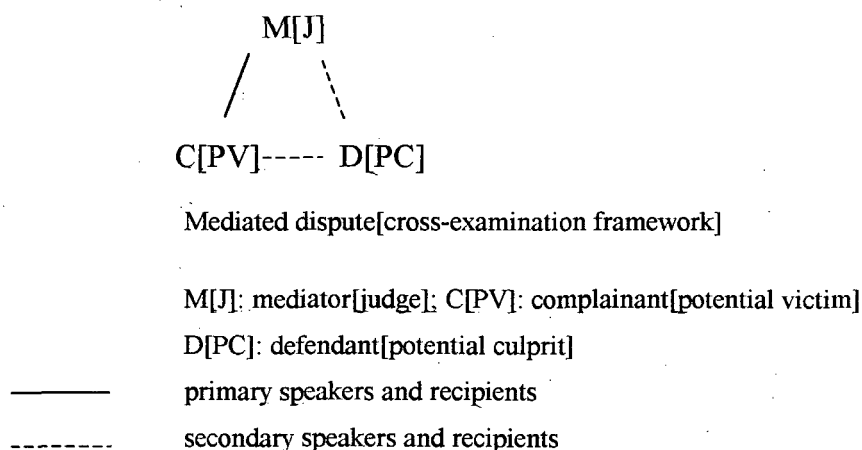 M[J]
C[PV]----- D[PC]
Mediated dispute[cross-examination framework]
M[J]: mediator[judge]; C[PV]: complainant[potential victim]
D[PC]: defendant[potential culprit]
primary speakers and recipients
secondary speakers and recipients